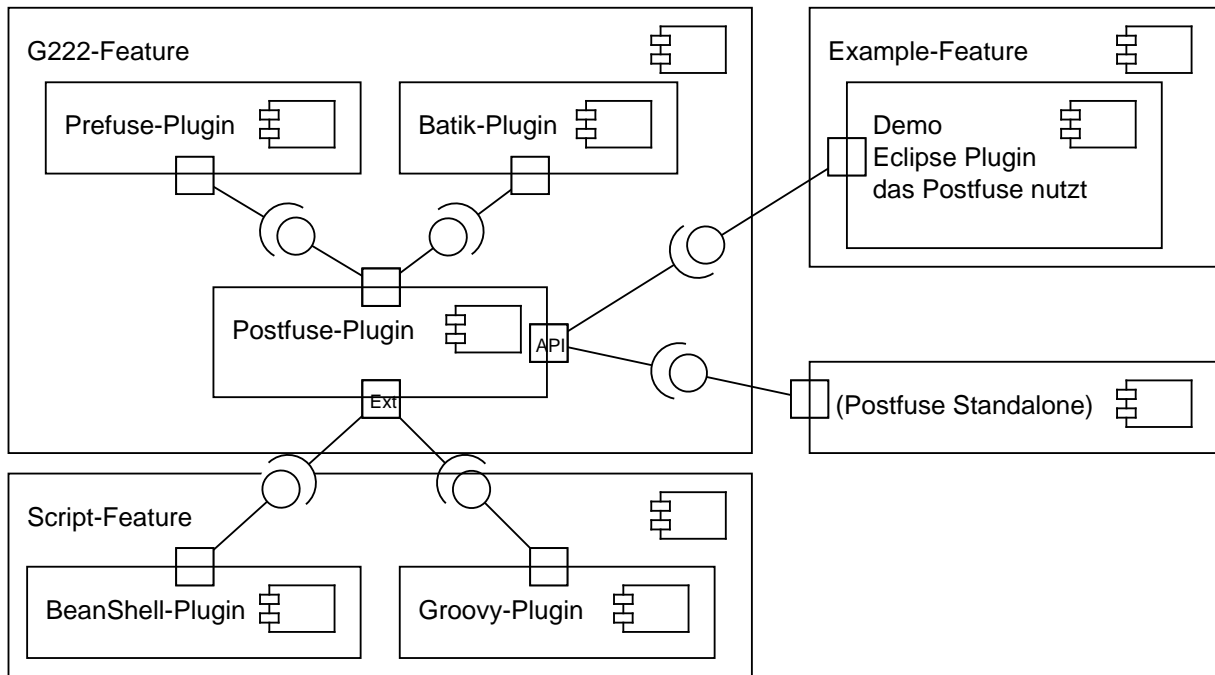 G222-Feature
Prefuse-Plugin
Batik-Plugin
Postfuse-Plugin
API
Ext
Example-Feature
Demo
Eclipse Plugin
das Postfuse nutzt
(Postfuse Standalone)
Script-Feature
BeanShell-Plugin
Groovy-Plugin